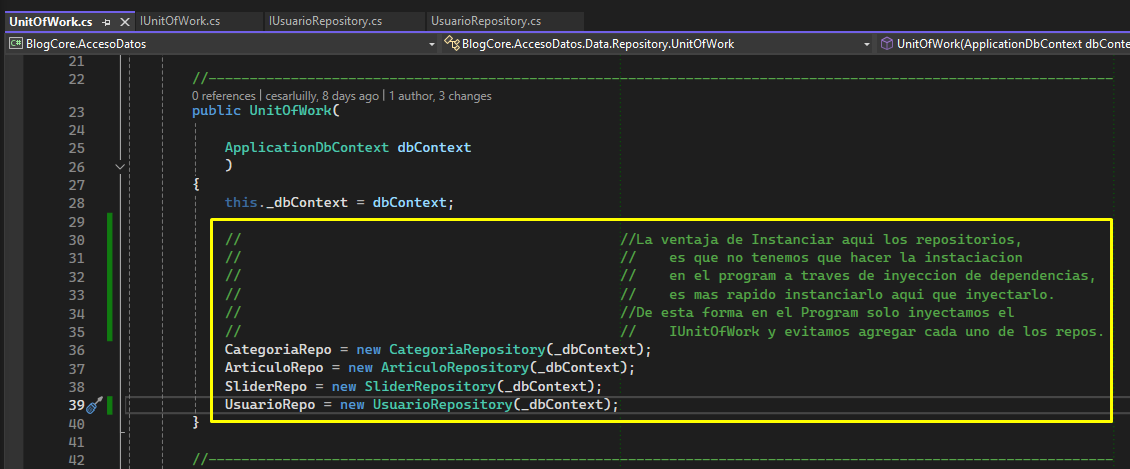 UnitOfWork.cs IUnitOfWork.cs IUsuarioRepository.cs UsuarioRepository.cs
C# BlogCore.AccesoDatos BlogCore.AccesoDatos.Data.Repository.UnitOfWork UnitOfWork(ApplicationDbContext dbConte
21
22 //--------------------------------------------------------------------------------------------------------------
0 references | cesarluilly, 8 days ago | 1 author, 3 changes
23 public UnitOfWork(
24
25 ApplicationDbContext dbContext
26 )
27 {
28 this._dbContext = dbContext;
29
30 // //La ventaja de Instanciar aqui los repositorios,
31 // // es que no tenemos que hacer la instaciacion
32 // // en el program a traves de inyeccion de dependencias,
33 // // es mas rapido instanciarlo aqui que inyectarlo.
34 // //De esta forma en el Program solo inyectamos el
35 // // IUnitOfWork y evitamos agregar cada uno de los repos.
36 CategoriaRepo = new CategoriaRepository(_dbContext);
37 ArticuloRepo = new ArticuloRepository(_dbContext);
38 SliderRepo = new SliderRepository(_dbContext);
39 UsuarioRepo = new UsuarioRepository(_dbContext);
40 }
41
42 //--------------------------------------------------------------------------------------------------------------